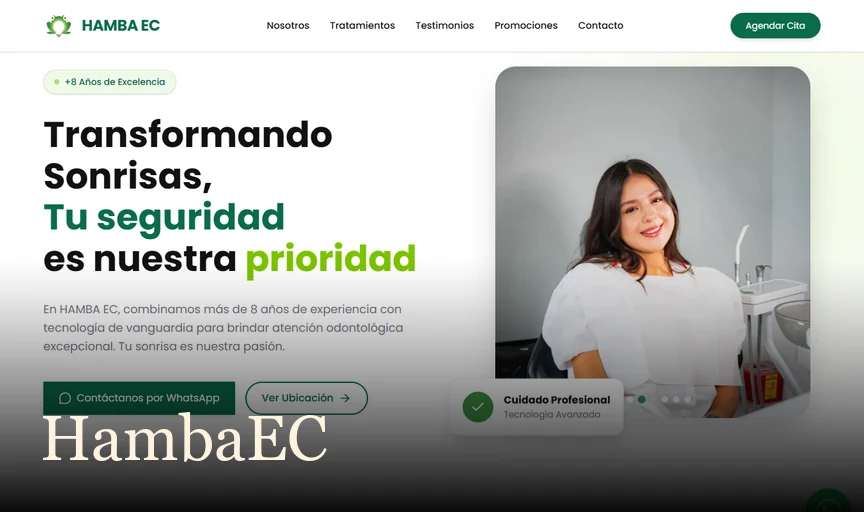 HAMBA EC
Nosotros
Tratamientos
Testimonios
Promociones
Contacto
Agendar Cita
+8 Años de Excelencia
Transformando
Sonrisas,
Tu seguridad
es nuestra prioridad
En HAMBA EC, combinamos más de 8 años de experiencia con
tecnología de vanguardia para brindar atención odontológica
excepcional. Tu sonrisa es nuestra pasión.
Contáctanos por WhatsApp
Ver Ubicación
Cuidado Profesional
Tecnología Avanzada
HambaEC